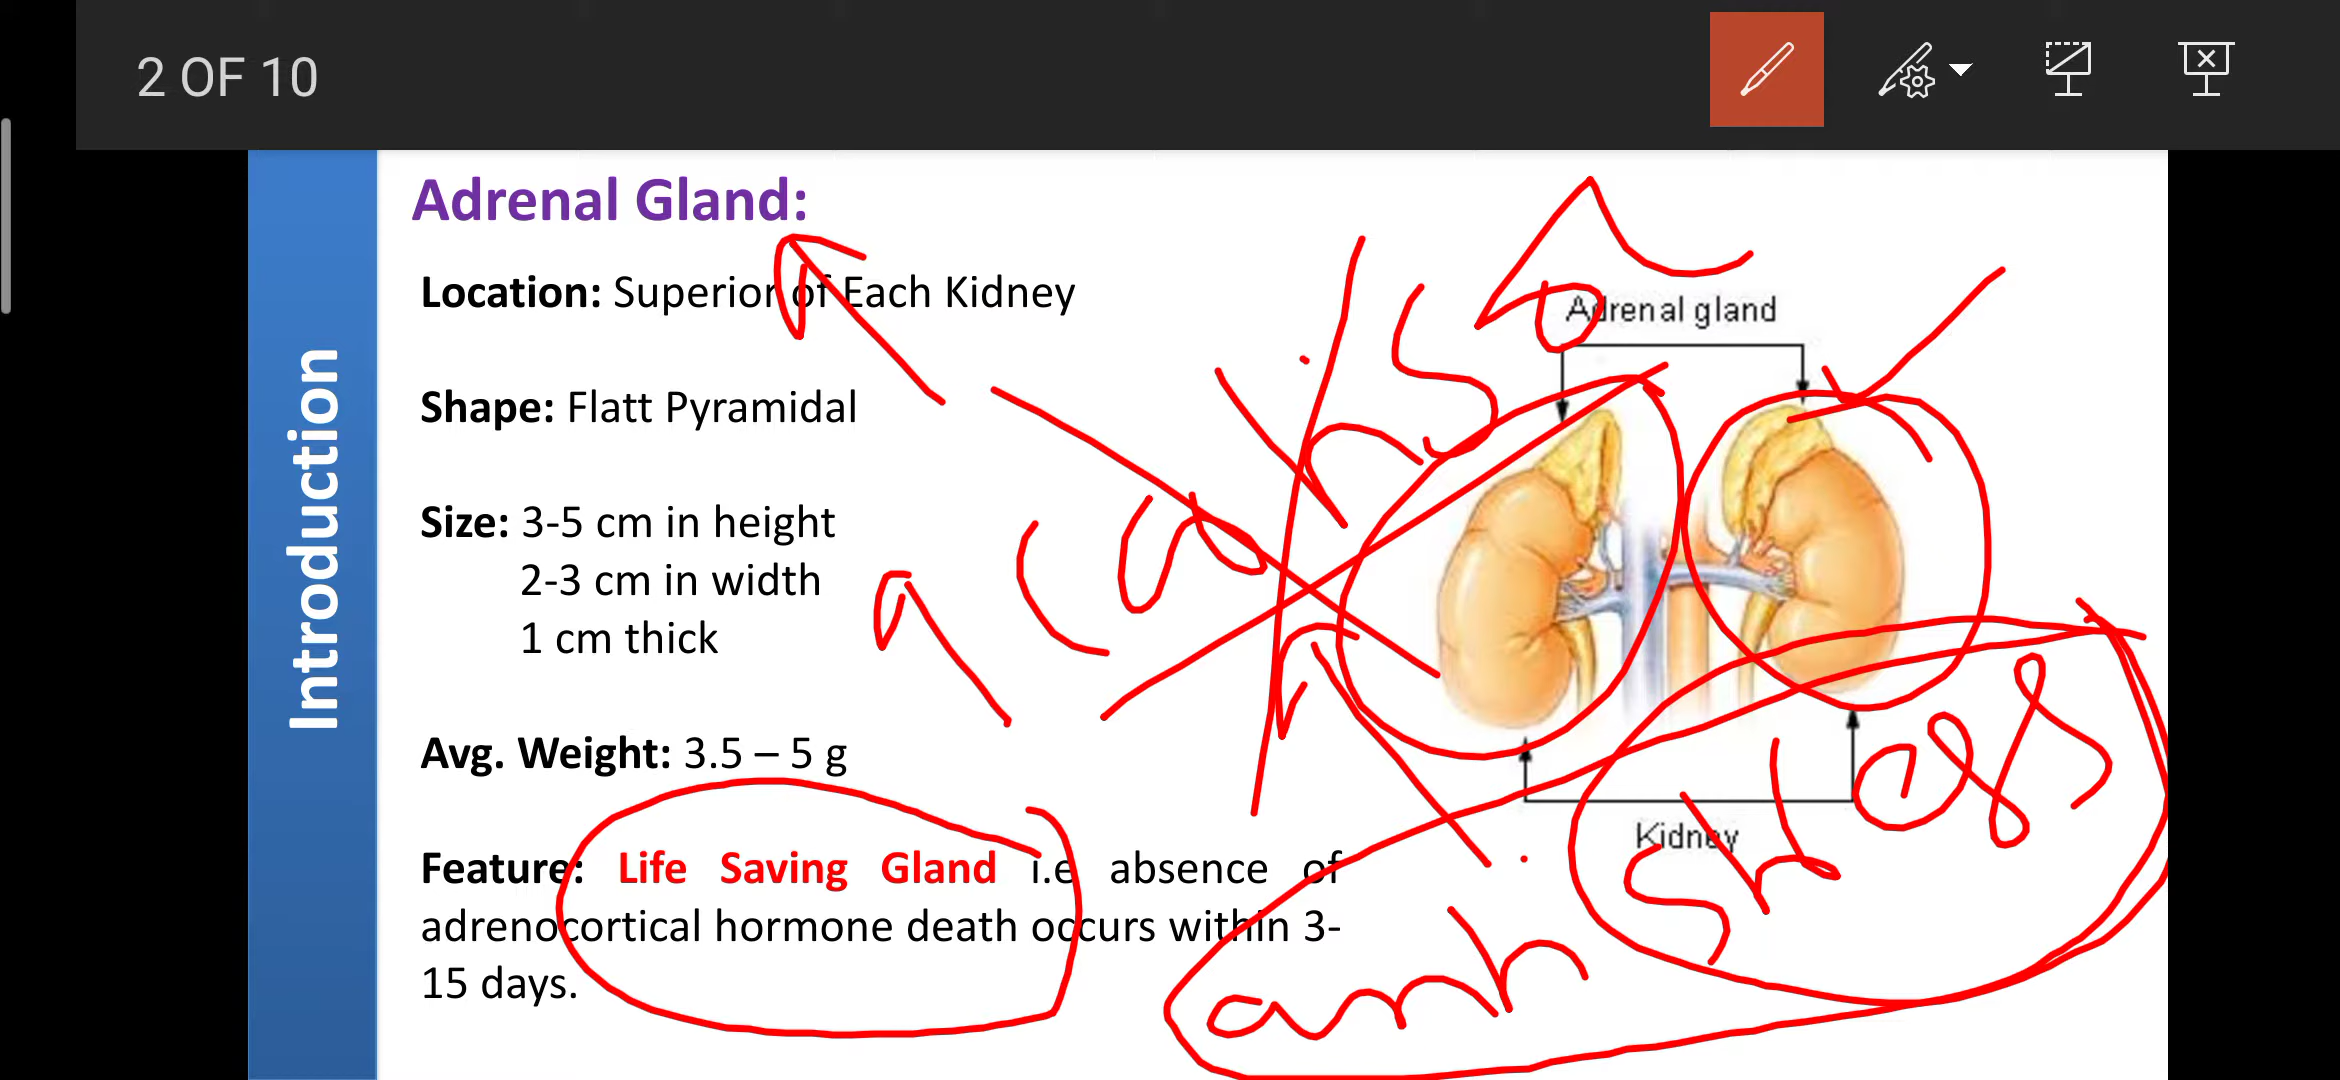 2 OF 10
Introduction
Adrenal Gland:
Location: Superior of Each Kidney
Shape: Flatt Pyramidal
Size: 3-5 cm in height
2-3 cm in width
1 cm thick
Avg. Weight: 3.5 – 5 g
Feature: Life Saving Gland i.e absence of
adrenocortical hormone death occurs within 3-
15 days.
Adrenal gland
Kidney